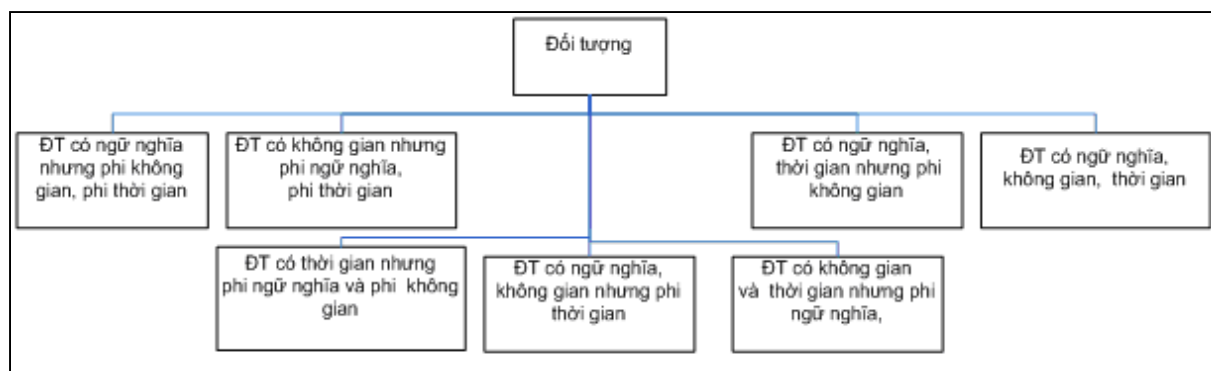 Đối tượng
ĐT có ngữ nghĩa
nhưng phi không
gian, phi thời gian
ĐT có không gian nhưng
phi ngữ nghĩa,
phi thời gian
ĐT có ngữ nghĩa,
thời gian nhưng phi
không gian
ĐT có ngữ nghĩa,
không gian, thời gian
ĐT có thời gian nhưng
phi ngữ nghĩa và phi không
gian
ĐT có ngữ nghĩa,
không gian nhưng phi
thời gian
ĐT có không gian
và thời gian nhưng phi
ngữ nghĩa,